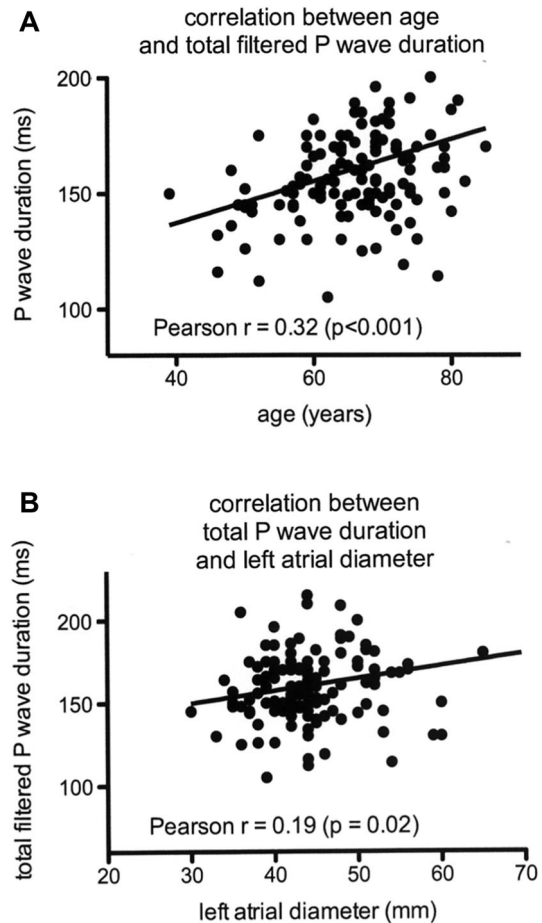 A
correlation between age
and total filtered P wave duration
P wave duration (ms)
200
150
100
Pearson r = 0.32 (p<0.001)
40
60
80
age (years)
B
correlation between
total P wave duration
and left atrial diameter
total filtered P wave duration (ms)
200
150
100
Pearson r = 0.19 (p = 0.02)
20
30
40
50
60
70
left atrial diameter (mm)